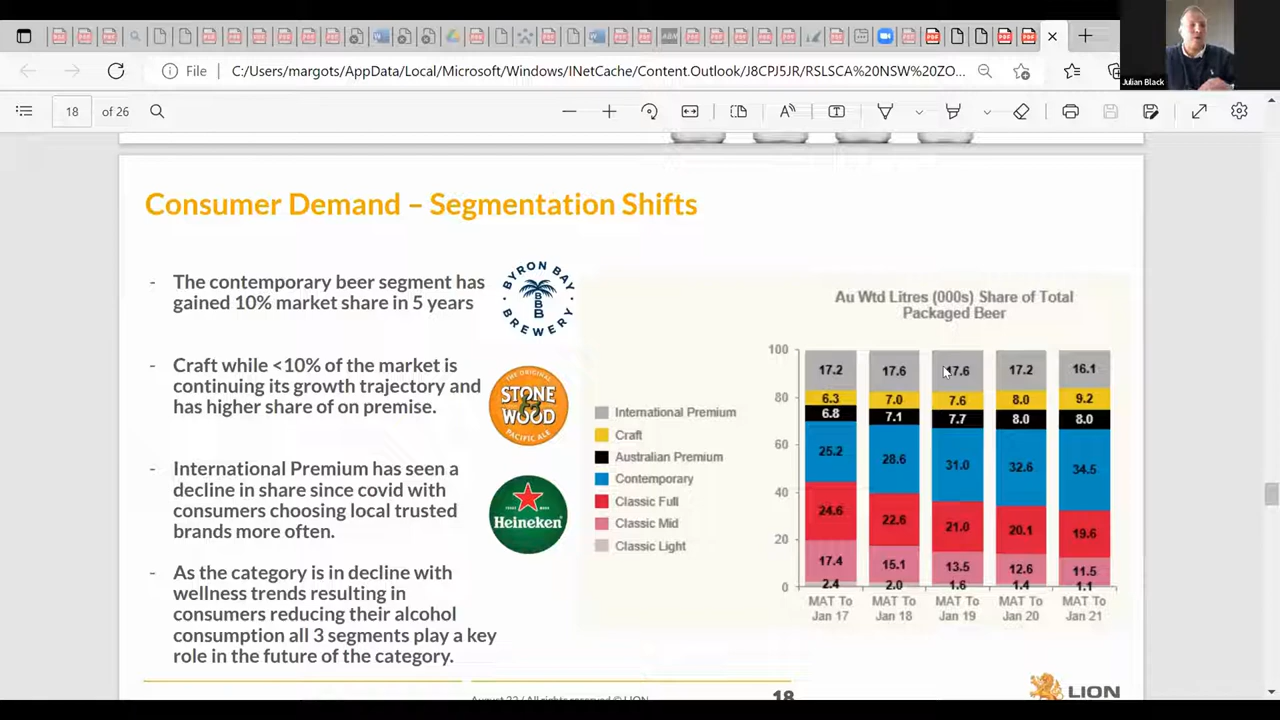 File
C:/Users/margots/AppData/Local/Microsoft/Windows/INetCache/Content.Outlook/J8CPJ5JR/RSLSCA%20NSW%20ZO...
Julian Black
18 of 26
Consumer Demand – Segmentation Shifts
- The contemporary beer segment has
gained 10% market share in 5 years
BYRON BAY
BBB
BREWERY
- Craft while <10% of the market is
continuing its growth trajectory and
has higher share of on premise.
THE ORIGINAL
STONE & WOOD
PACIFIC ALE
- International Premium has seen a
decline in share since covid with
consumers choosing local trusted
brands more often.
Heineken
- As the category is in decline with
wellness trends resulting in
consumers reducing their alcohol
consumption all 3 segments play a key
role in the future of the category.
Au Wtd Litres (000s) Share of Total
Packaged Beer
International Premium
Craft
Australian Premium
Contemporary
Classic Full
Classic Mid
Classic Light
100
80
60
40
20
0
17.2 17.6 17.6 17.2 16.1
6.3 7.0 7.6 8.0 9.2
6.8 7.1 7.7 8.0 8.0
25.2 28.6 31.0 32.6 34.5
24.6 22.6 21.0 20.1 19.6
17.4 15.1 13.5 12.6 11.5
2.4 2.0 1.6 1.4 1.1
MAT To Jan 17
MAT To Jan 18
MAT To Jan 19
MAT To Jan 20
MAT To Jan 21
August 22 / All rights reserved © LION
18
LION